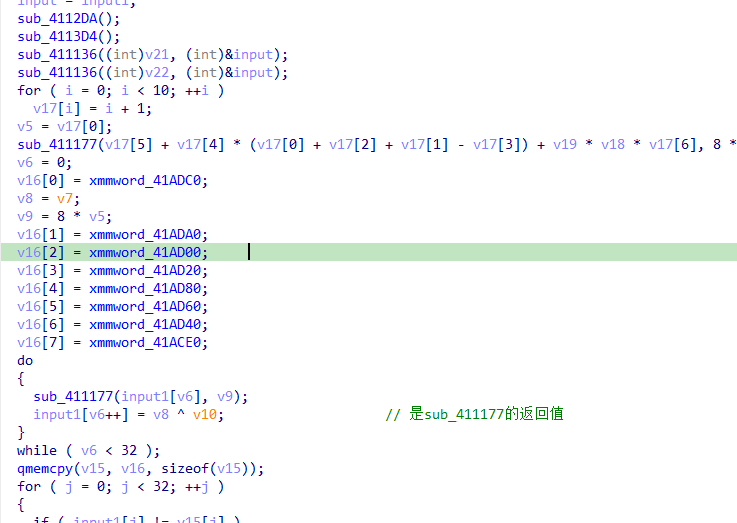 input = input1;
sub_4112DA();
sub_4113D4();
sub_411136((int)v21, (int)&input);
sub_411136((int)v22, (int)&input);
for ( i = 0; i < 10; ++i )
v17[i] = i + 1;
v5 = v17[0];
sub_411177(v17[5] + v17[4] * (v17[0] + v17[2] + v17[1] - v17[3]) + v19 * v18 * v17[6], 8 *
v6 = 0;
v16[0] = xmmword_41ADC0;
v8 = v7;
v9 = 8 * v5;
v16[1] = xmmword_41ADA0;
v16[2] = xmmword_41AD00;
v16[3] = xmmword_41AD20;
v16[4] = xmmword_41AD80;
v16[5] = xmmword_41AD60;
v16[6] = xmmword_41AD40;
v16[7] = xmmword_41ACE0;
do
{
sub_411177(input1[v6], v9);
input1[v6++] = v8 ^ v10; // 是sub_411177的返回值
}
while ( v6 < 32 );
qmemcpy(v15, v16, sizeof(v15));
for ( j = 0; j < 32; ++j )
{
if ( input1[j] != v15[j] )